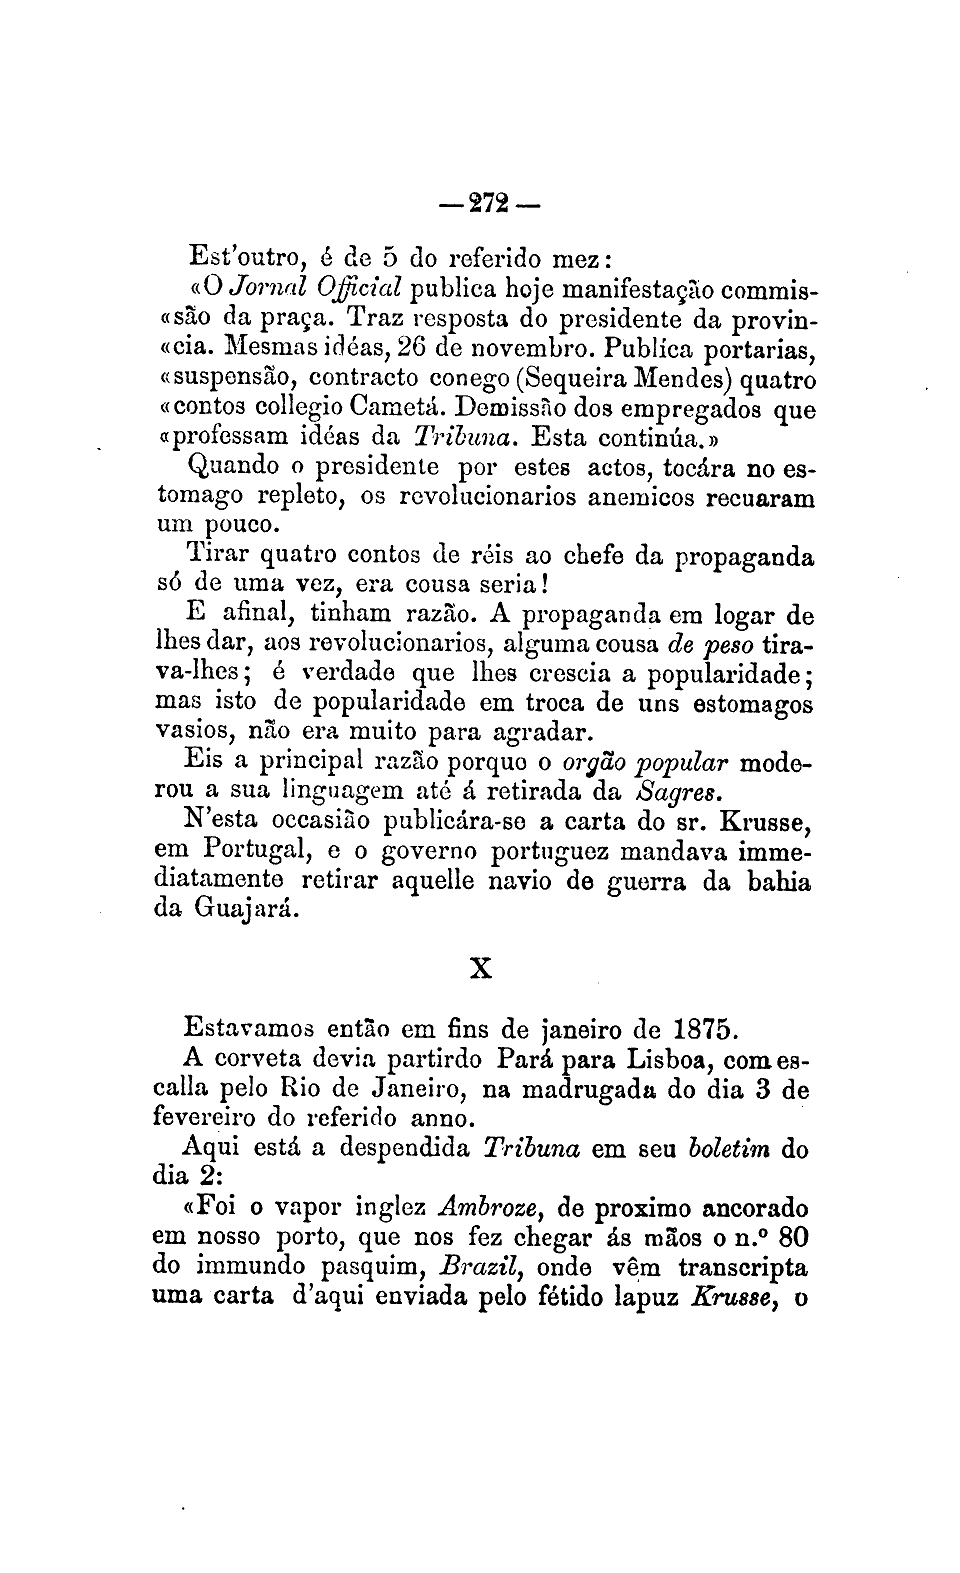 —272—
Est'outro, é de 5 do referido mez:
«O Jornal Official publica hoje manifestação commis-
«são da praça. Traz resposta do presidente da provin-
«cia. Mesmas idéas, 26 de novembro. Publica portarias,
«suspensão, contracto conego (Sequeira Mendes) quatro
«contos collegio Cametá. Demissão dos empregados que
«professam idéas da Tribuna. Esta continúa.»
Quando o presidente por estes actos, tocára no es-
tomago repleto, os revolucionarios anemicos recuaram
um pouco.
Tirar quatro contos de réis ao chefe da propaganda
só de uma vez, era cousa seria!
E afinal, tinham razão. A propaganda em logar de
lhes dar, aos revolucionarios, alguma cousa de peso tira-
va-lhes; é verdade que lhes crescia a popularidade;
mas isto de popularidade em troca de uns estomagos
vasios, não era muito para agradar.
Eis a principal razão porque o orgão popular mode-
rou a sua linguagem até á retirada da Sagres.
N'esta occasião publicára-se a carta do sr. Krusse,
em Portugal, e o governo portuguez mandava imme-
diatamente retirar aquelle navio de guerra da bahia
da Guajará.
X
Estavamos então em fins de janeiro de 1875.
A corveta devia partirdo Pará para Lisboa, com es-
calla pelo Rio de Janeiro, na madrugada do dia 3 de
fevereiro do referido anno.
Aqui está a despendida Tribuna em seu boletim do
dia 2:
«Foi o vapor inglez Ambroze, de proximo ancorado
em nosso porto, que nos fez chegar ás mãos o n.º 80
do immundo pasquim, Brazil, onde vêm transcripta
uma carta d'aqui enviada pelo fétido lapuz Krusse, o